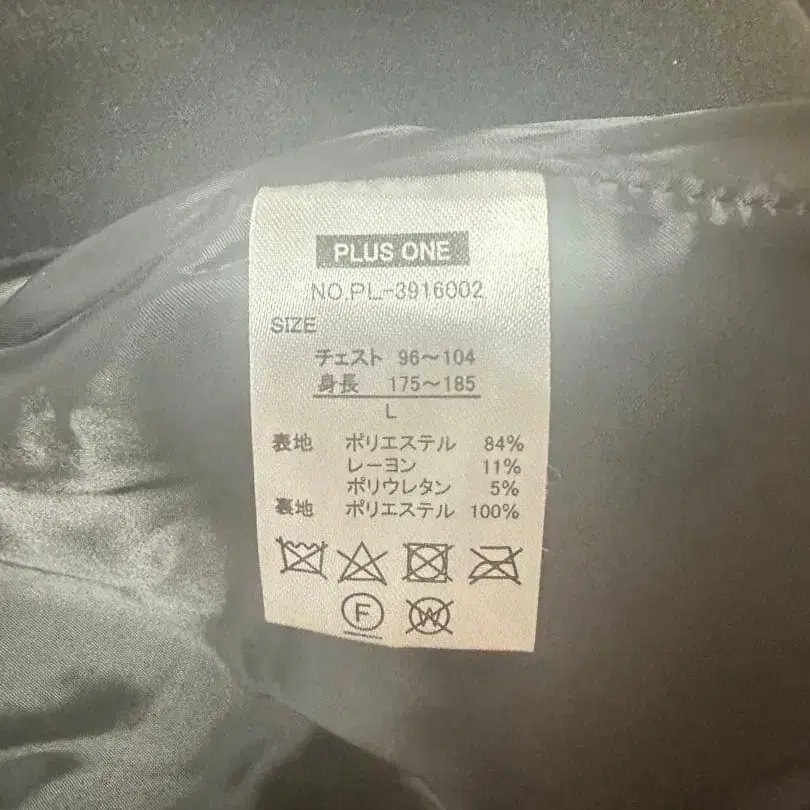 PLUS ONE
NO.PL-3916002
SIZE
チェスト 96～104
身長 175～185
L
表地 ポリエステル 84%
レーヨン 11%
ポリウレタン 5%
裏地 ポリエステル 100%
F W